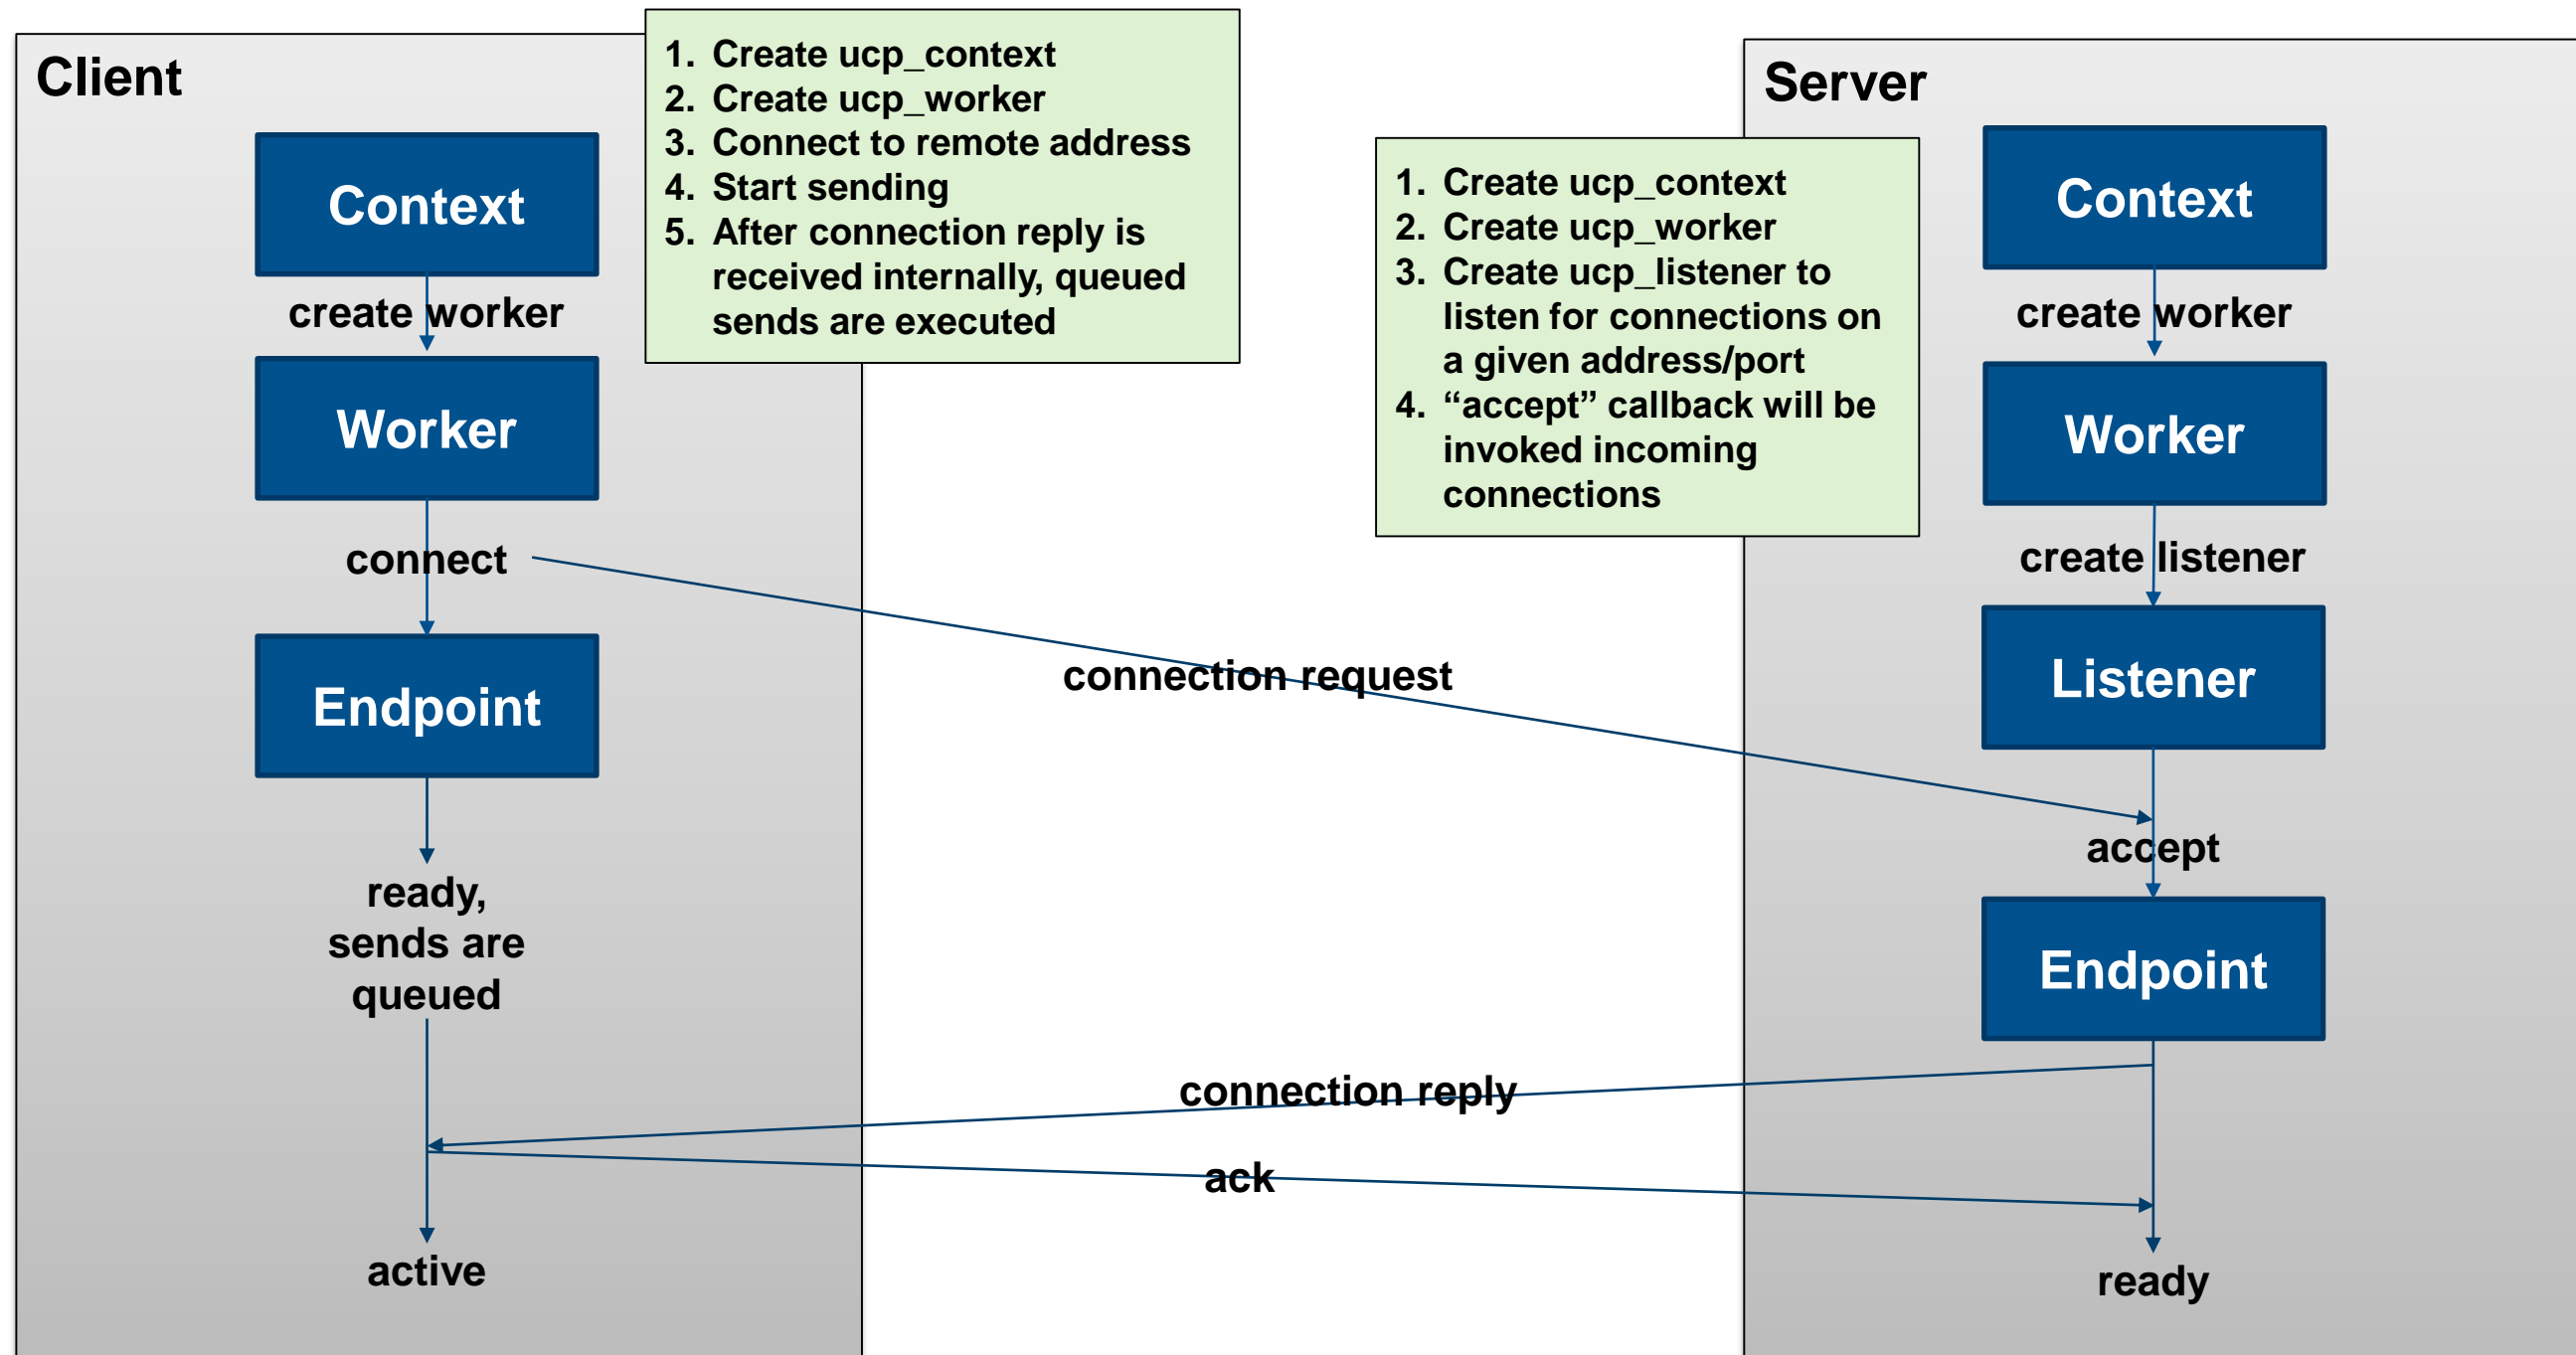 Client
Context
create worker
Worker
connect
Endpoint
ready,
sends are
queued
active
1. Create ucp_context
2. Create ucp_worker
3. Connect to remote address
4. Start sending
5. After connection reply is
received internally, queued
sends are executed
connection request
connection reply
ack
1. Create ucp_context
2. Create ucp_worker
3. Create ucp_listener to
listen for connections on
a given address/port
4. “accept” callback will be
invoked incoming
connections
Server
Context
create worker
Worker
create listener
Listener
accept
Endpoint
ready